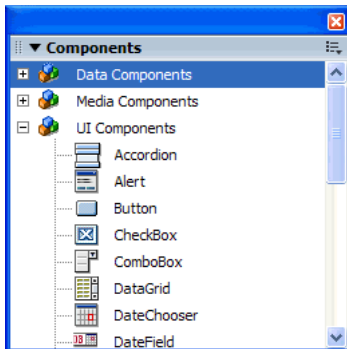 Components
Data Components
Media Components
UI Components
Accordion
Alert
Button
CheckBox
ComboBox
DataGrid
DateChooser
DateField